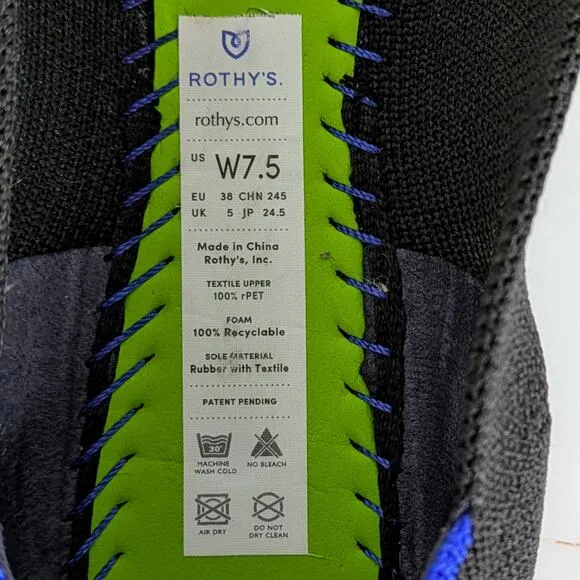 ROTHY'S.
rothys.com
US W7.5
EU 38 CHN 245
UK 5 JP 24.5
Made in China
Rothy's, Inc.
TEXTILE UPPER
100% rPET
FOAM
100% Recyclable
SOLE MATERIAL
Rubber with Textile
PATENT PENDING
30°
MACHINE WASH COLD
NO BLEACH
AIR DRY
DO NOT DRY CLEAN